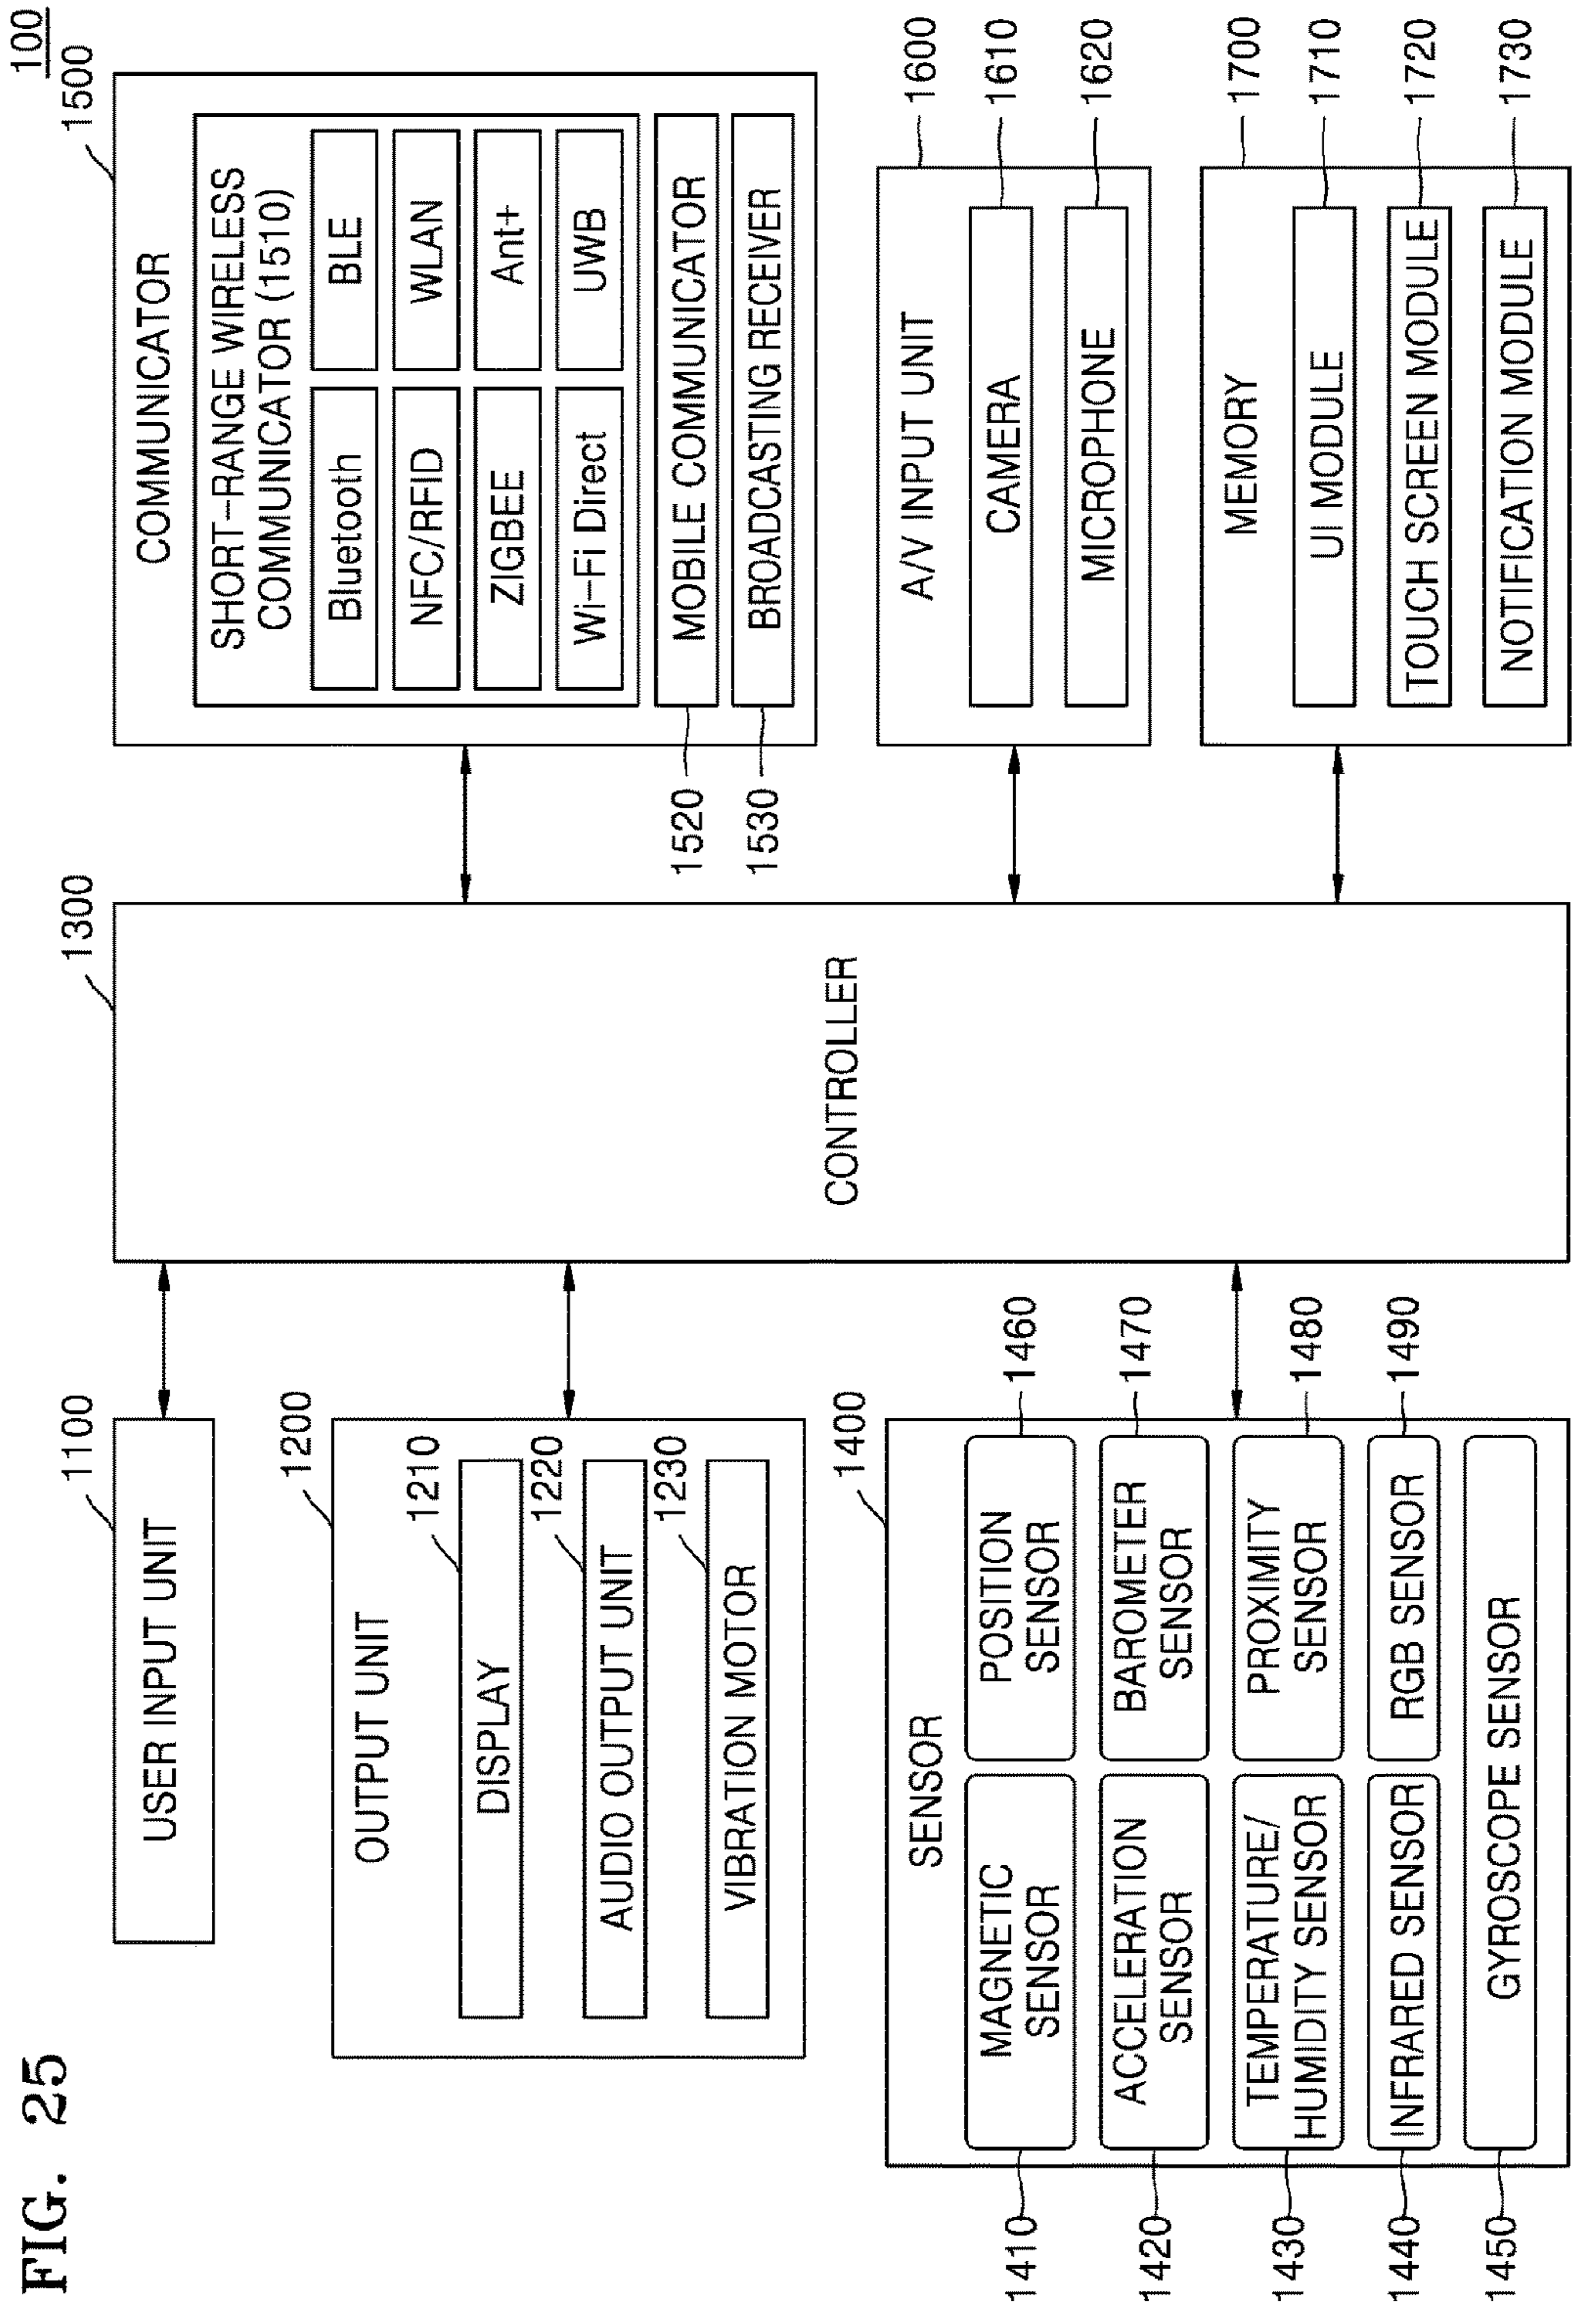 FIG. 25
100
1100
USER INPUT UNIT
1200
OUTPUT UNIT
1210
DISPLAY
1220
AUDIO OUTPUT UNIT
1230
VIBRATION MOTOR
1400
SENSOR
1410
MAGNETIC
SENSOR
POSITION
SENSOR
1460
1420
ACCELERATION
SENSOR
BAROMETER
SENSOR
1470
1430
TEMPERATURE/
HUMIDITY SENSOR
PROXIMITY
SENSOR
1480
1440
INFRARED SENSOR
RGB SENSOR
1490
1450
GYROSCOPE SENSOR
1300
CONTROLLER
1500
COMMUNICATOR
SHORT-RANGE WIRELESS
COMMUNICATOR (1510)
Bluetooth
BLE
NFC/RFID
WLAN
ZIGBEE
Ant+
Wi-Fi Direct
UWB
1520
MOBILE COMMUNICATOR
1530
BROADCASTING RECEIVER
A/V INPUT UNIT
1600
CAMERA
1610
MICROPHONE
1620
MEMORY
1700
UI MODULE
1710
TOUCH SCREEN MODULE
1720
NOTIFICATION MODULE
1730